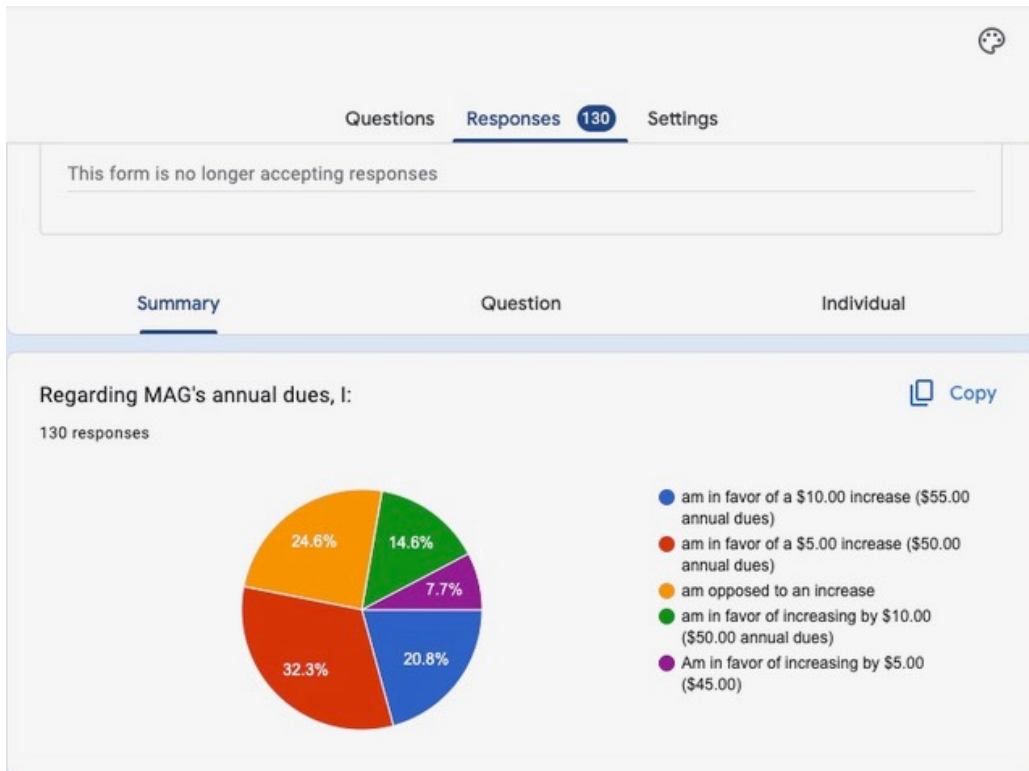 Questions Responses 130 Settings
This form is no longer accepting responses
Summary Question Individual
Regarding MAG's annual dues, I:
Copy
130 responses
24.6%
14.6%
7.7%
20.8%
32.3%
am in favor of a $10.00 increase ($55.00
annual dues)
am in favor of a $5.00 increase ($50.00
annual dues)
am opposed to an increase
am in favor of increasing by $10.00
($50.00 annual dues)
Am in favor of increasing by $5.00
($45.00)